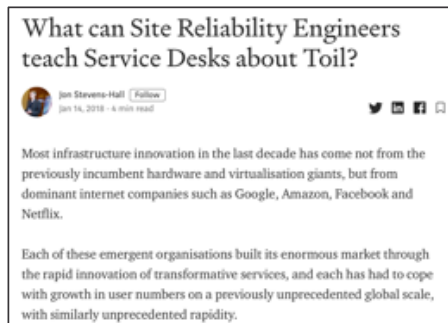 What can Site Reliability Engineers
teach Service Desks about Toil?
Jon Stevens-Hall Follow
Jan 14, 2018 · 4 min read
Most infrastructure innovation in the last decade has come not from the
previously incumbent hardware and virtualisation giants, but from
dominant internet companies such as Google, Amazon, Facebook and
Netflix.
Each of these emergent organisations built its enormous market through
the rapid innovation of transformative services, and each has had to cope
with growth in user numbers on a previously unprecedented global scale,
with similarly unprecedented rapidity.